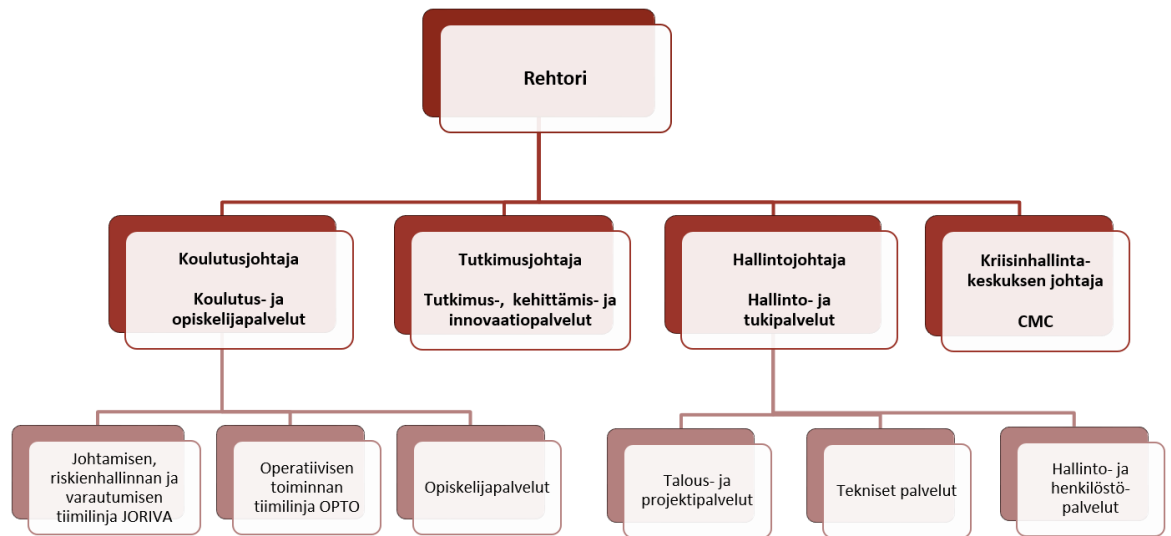 Rehtori
Koulutusjohtaja
Koulutus- ja
opiskelijapalvelut
Tutkimusjohtaja
Tutkimus-, kehittämis- ja
innovaatiopalvelut
Hallintojohtaja
Hallinto- ja
tukipalvelut
Kriisinhallinta-
keskuksen johtaja
CMC
Johtamisen,
riskienhallinnan ja
varautumisen
tiimilinja JORIVA
Operatiivisen
toiminnan
tiimilinja OPTO
Opiskelijapalvelut
Talous- ja
projektipalvelut
Tekniset palvelut
Hallinto- ja
henkilöstö-
palvelut